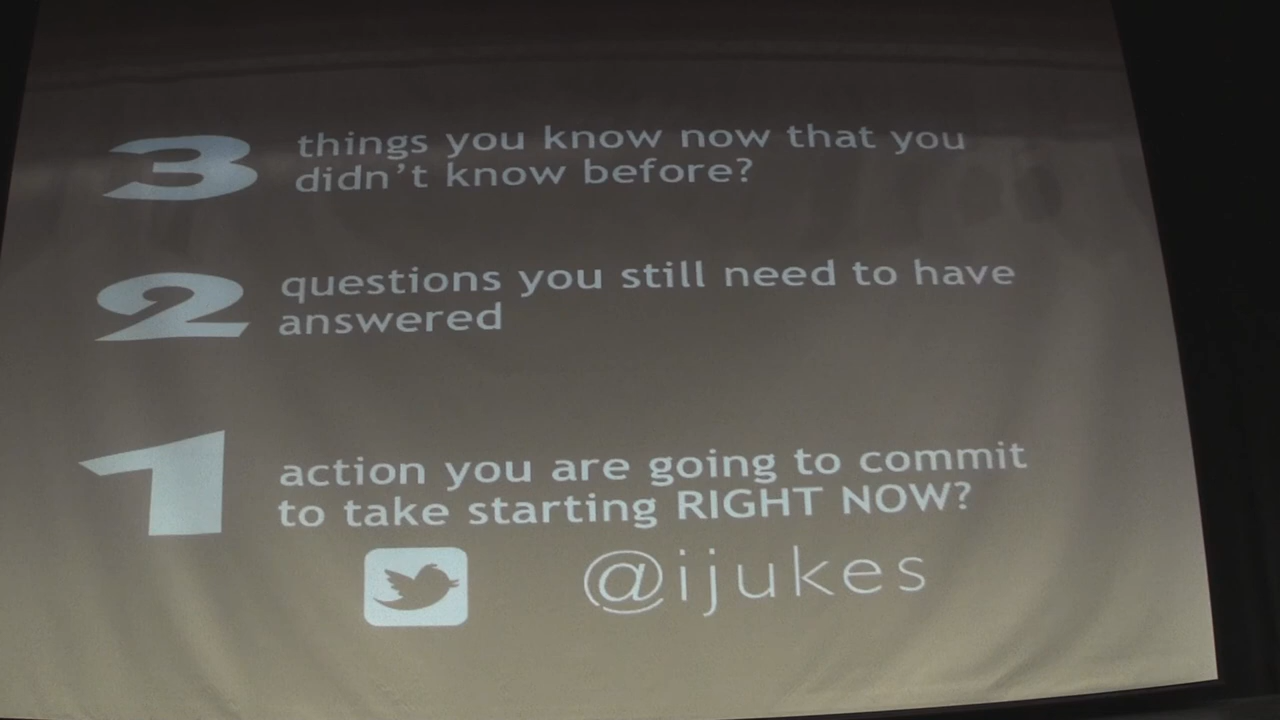 3 things you know now that you
didn't know before?
2 questions you still need to have
answered
1 action you are going to commit
to take starting RIGHT NOW?
@ijukes